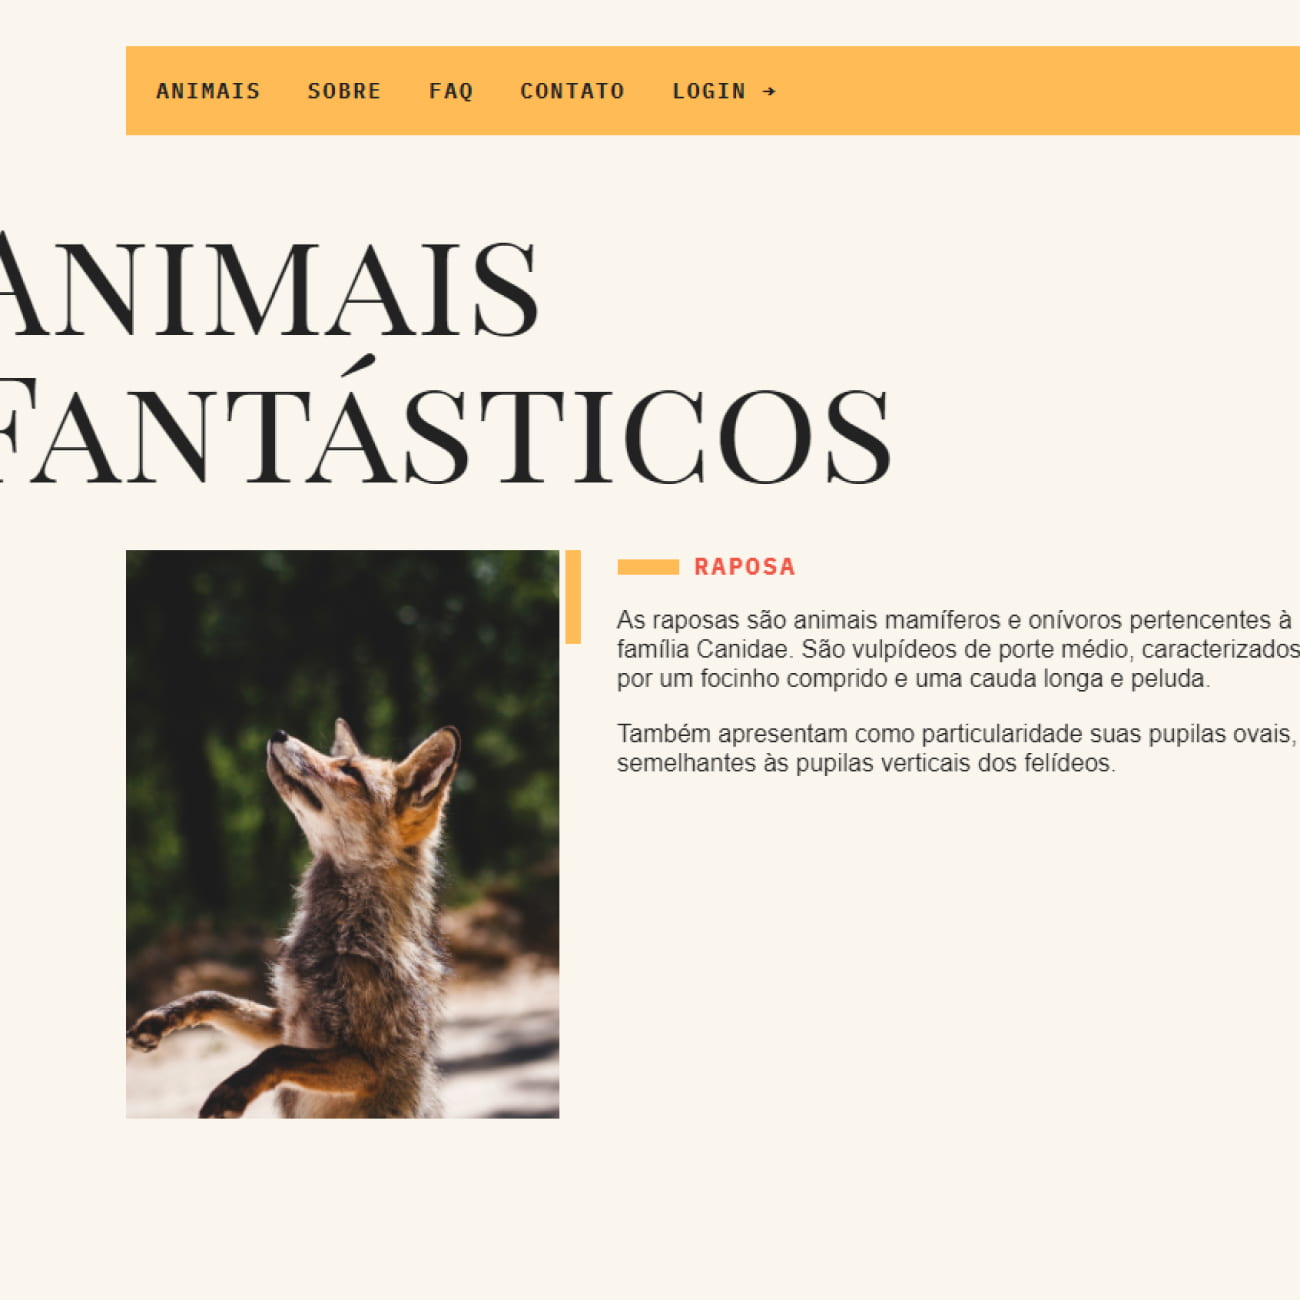 ANIMAIS SOBRE FAQ CONTATO LOGIN →
ANIMAIS
FANTÁSTICOS
RAPOSA
As raposas são animais mamíferos e onívoros pertencentes à
família Canidae. São vulpídeos de porte médio, caracterizados
por um focinho comprido e uma cauda longa e peluda.
Também apresentam como particularidade suas pupilas ovais,
semelhantes às pupilas verticais dos felídeos.